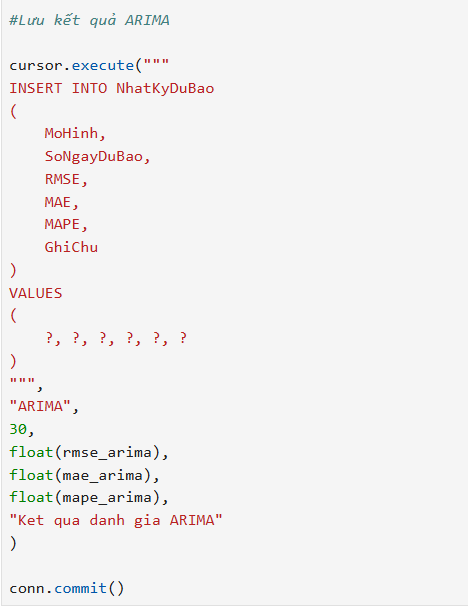 #Lưu kết quả ARIMA
cursor.execute("""
INSERT INTO NhatKyDuBao
(
    MoHinh,
    SoNgayDuBao,
    RMSE,
    MAE,
    MAPE,
    GhiChu
)
VALUES
(
    ?, ?, ?, ?, ?, ?
)
""",
"ARIMA",
30,
float(rmse_arima),
float(mae_arima),
float(mape_arima),
"Ket qua danh gia ARIMA"
)
conn.commit()